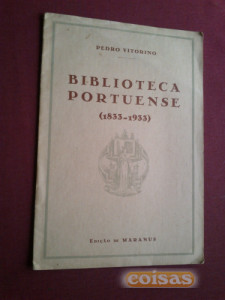 PEDRO VITORINO
BIBLIOTECA
PORTUENSE
(1833-1933)
EDIÇÃO DE MARANUS
coisas